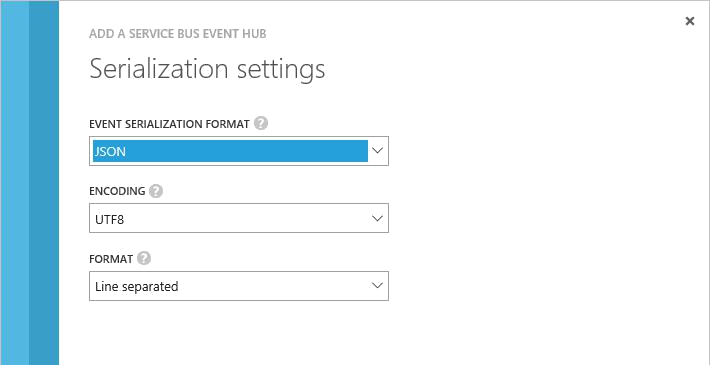 ADD A SERVICE BUS EVENT HUB
Serialization settings
EVENT SERIALIZATION FORMAT ?
JSON
ENCODING ?
UTF8
FORMAT ?
Line separated